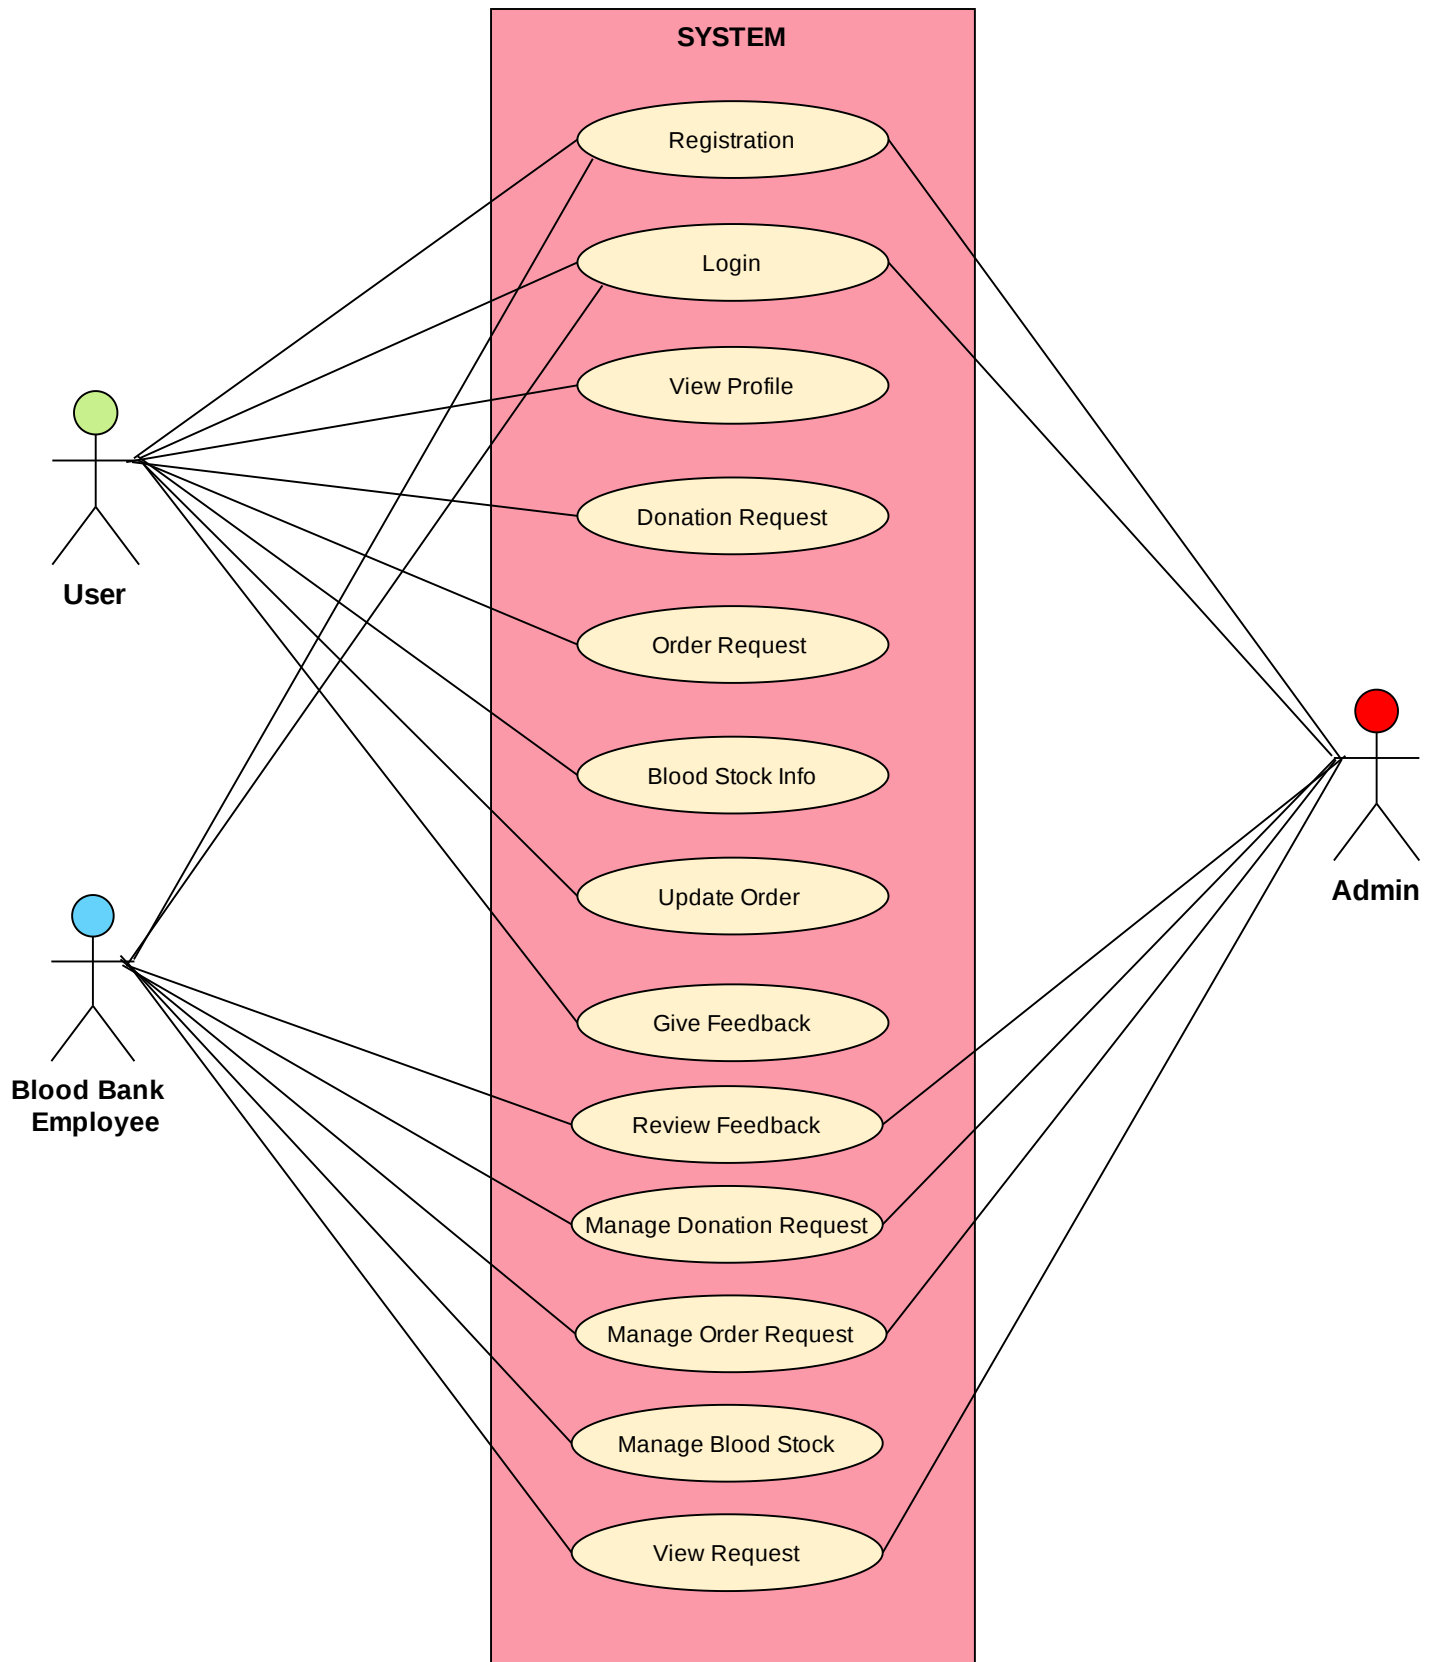 SYSTEM
Registration
Login
View Profile
Donation Request
User
Order Request
Blood Stock Info
Update Order
Admin
Give Feedback
Blood Bank
Employee
Review Feedback
Manage Donation Request
Manage Order Request
Manage Blood Stock
View Request